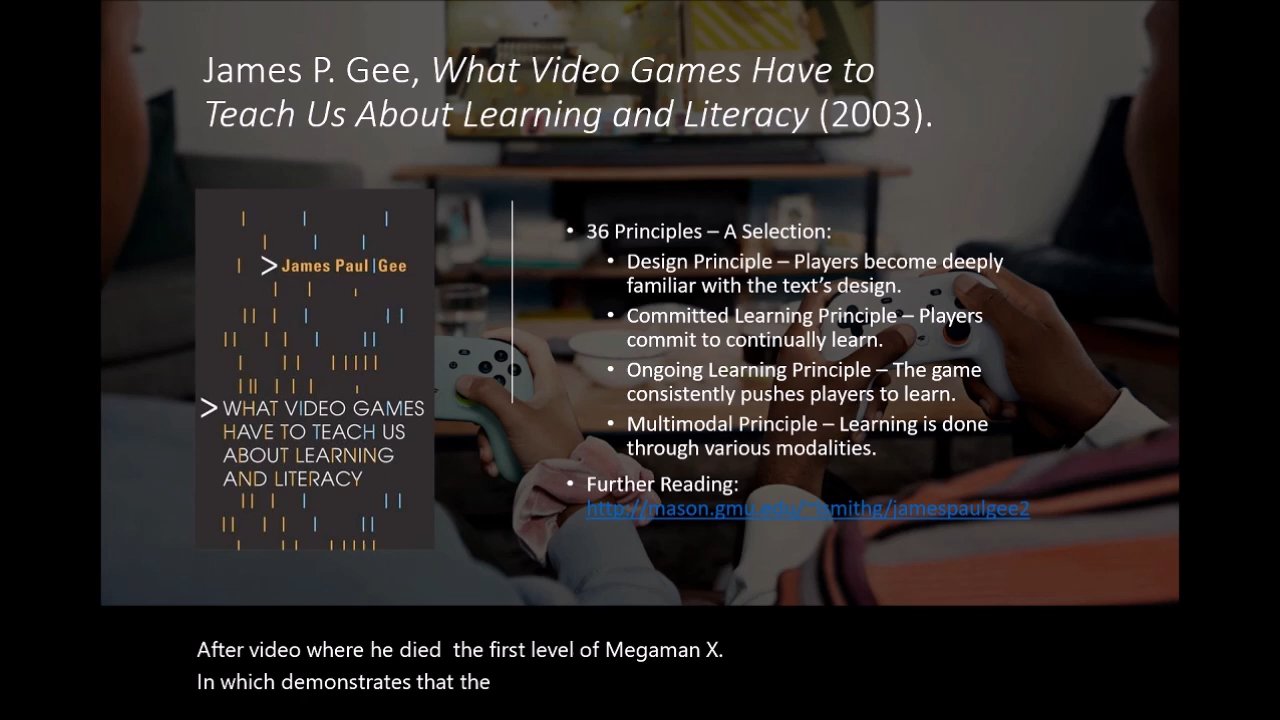 James P. Gee, What Video Games Have to
Teach Us About Learning and Literacy (2003).
> James Paul Gee
> WHAT VIDEO GAMES
HAVE TO TEACH US
ABOUT LEARNING
AND LITERACY
• 36 Principles – A Selection:
• Design Principle – Players become deeply
familiar with the text's design.
• Committed Learning Principle – Players
commit to continually learn.
• Ongoing Learning Principle – The game
consistently pushes players to learn.
• Multimodal Principle – Learning is done
through various modalities.
• Further Reading:
After video where he died  the first level of Megaman X.
In which demonstrates that the